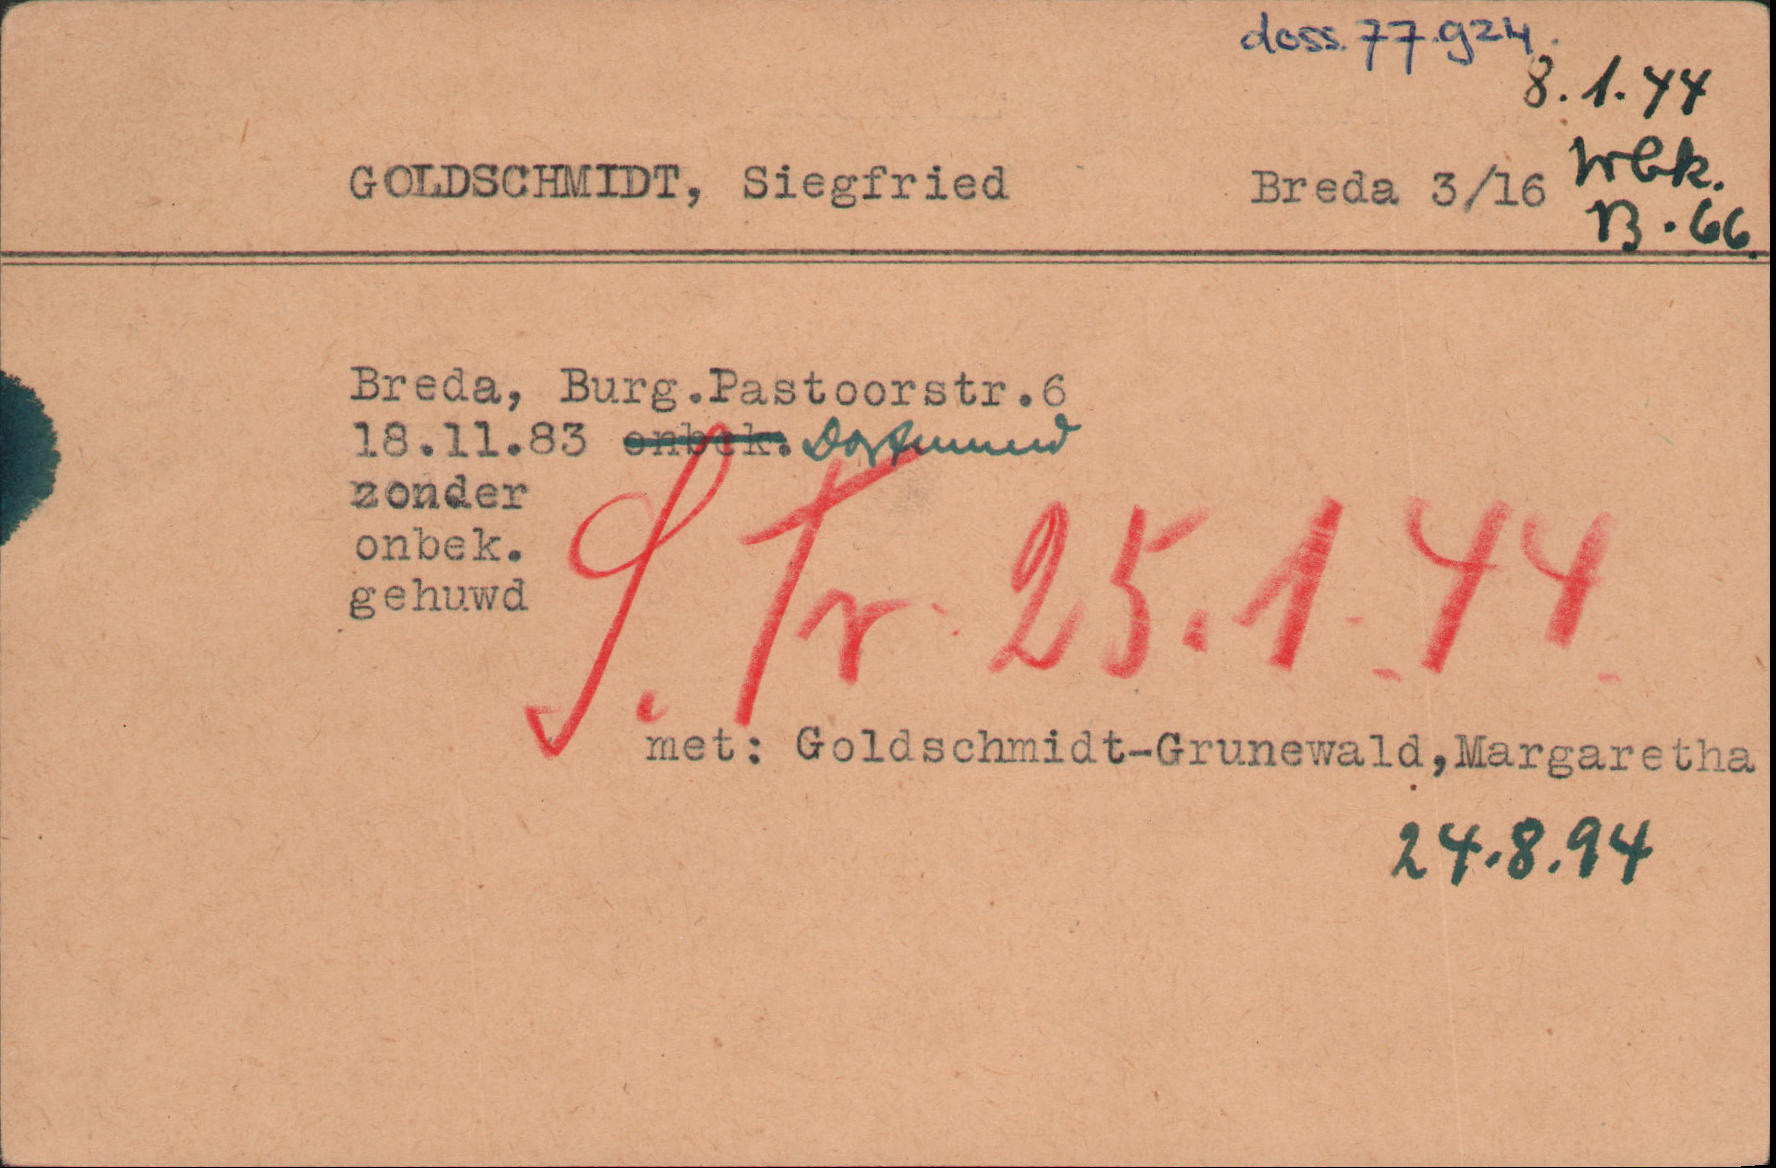 doss. 77.924.
8.1.44
GOLDSCHMIDT, Siegfried Breda 3/16 Wbk.
B.66.
Breda, Burg.Pastoorstr.6
18.11.83 onbek. Dortmund
zonder
onbek.
gehuwd
S. Tr. 25.1.44.
met: Goldschmidt-Grunewald,Margaretha
24.8.94